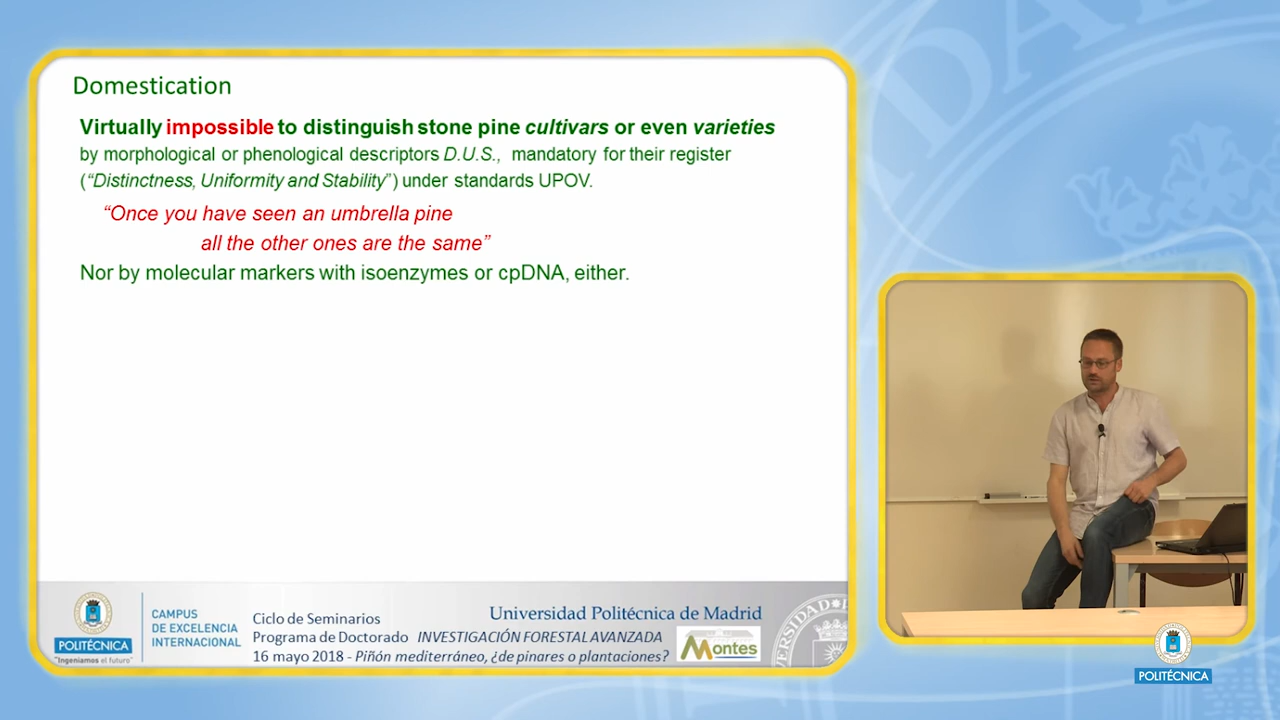 Domestication
Virtually impossible to distinguish stone pine cultivars or even varieties
by morphological or phenological descriptors D.U.S., mandatory for their register
(“Distinctness, Uniformity and Stability”) under standards UPOV.
“Once you have seen an umbrella pine
all the other ones are the same”
Nor by molecular markers with isoenzymes or cpDNA, either.
POLITÉCNICA
"Ingeniamos el futuro"
CAMPUS
DE EXCELENCIA
INTERNACIONAL
Ciclo de Seminarios
Programa de Doctorado INVESTIGACIÓN FORESTAL AVANZADA
16 mayo 2018 - Piñón mediterráneo, ¿de pinares o plantaciones?
Universidad Politécnica de Madrid
Montes
POLITÉCNICA